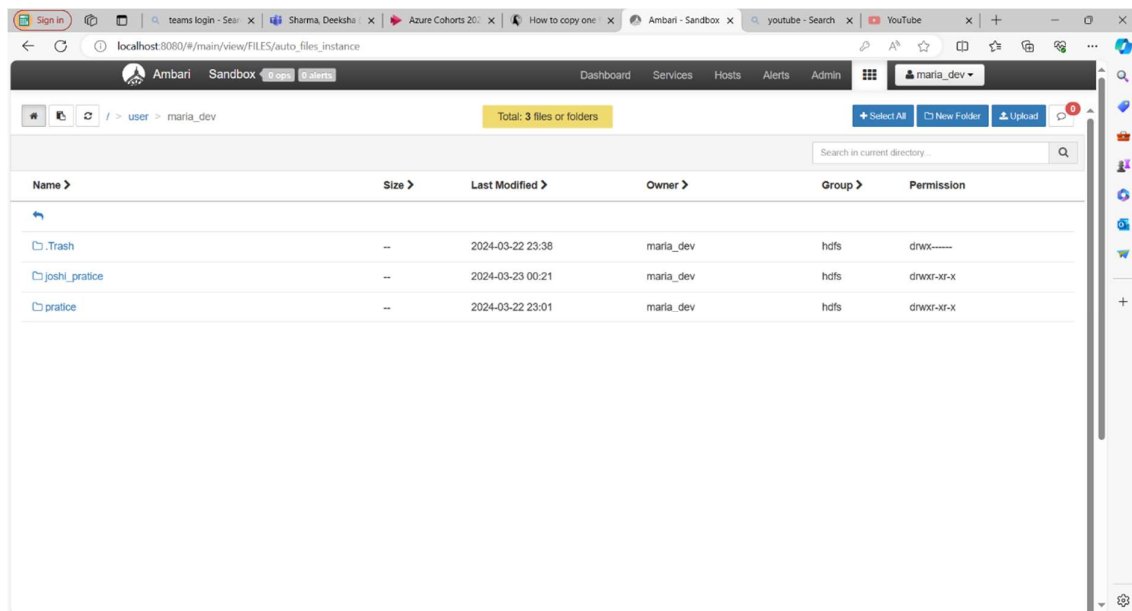 Sign in teams login - Sear Sharma, Deeksha ( Azure Cohorts 202 How to copy one Ambari - Sandbox youtube - Search YouTube
localhost:8080/#/main/view/FILES/auto_files_instance
Ambari Sandbox 0 ops 0 alerts Dashboard Services Hosts Alerts Admin maria_dev
/ > user > maria_dev Total: 3 files or folders + Select All New Folder Upload 0
Search in current directory...
Name Size Last Modified Owner Group Permission
.Trash -- 2024-03-22 23:38 maria_dev hdfs drwx------
joshi_pratice -- 2024-03-23 00:21 maria_dev hdfs drwxr-xr-x
pratice -- 2024-03-22 23:01 maria_dev hdfs drwxr-xr-x